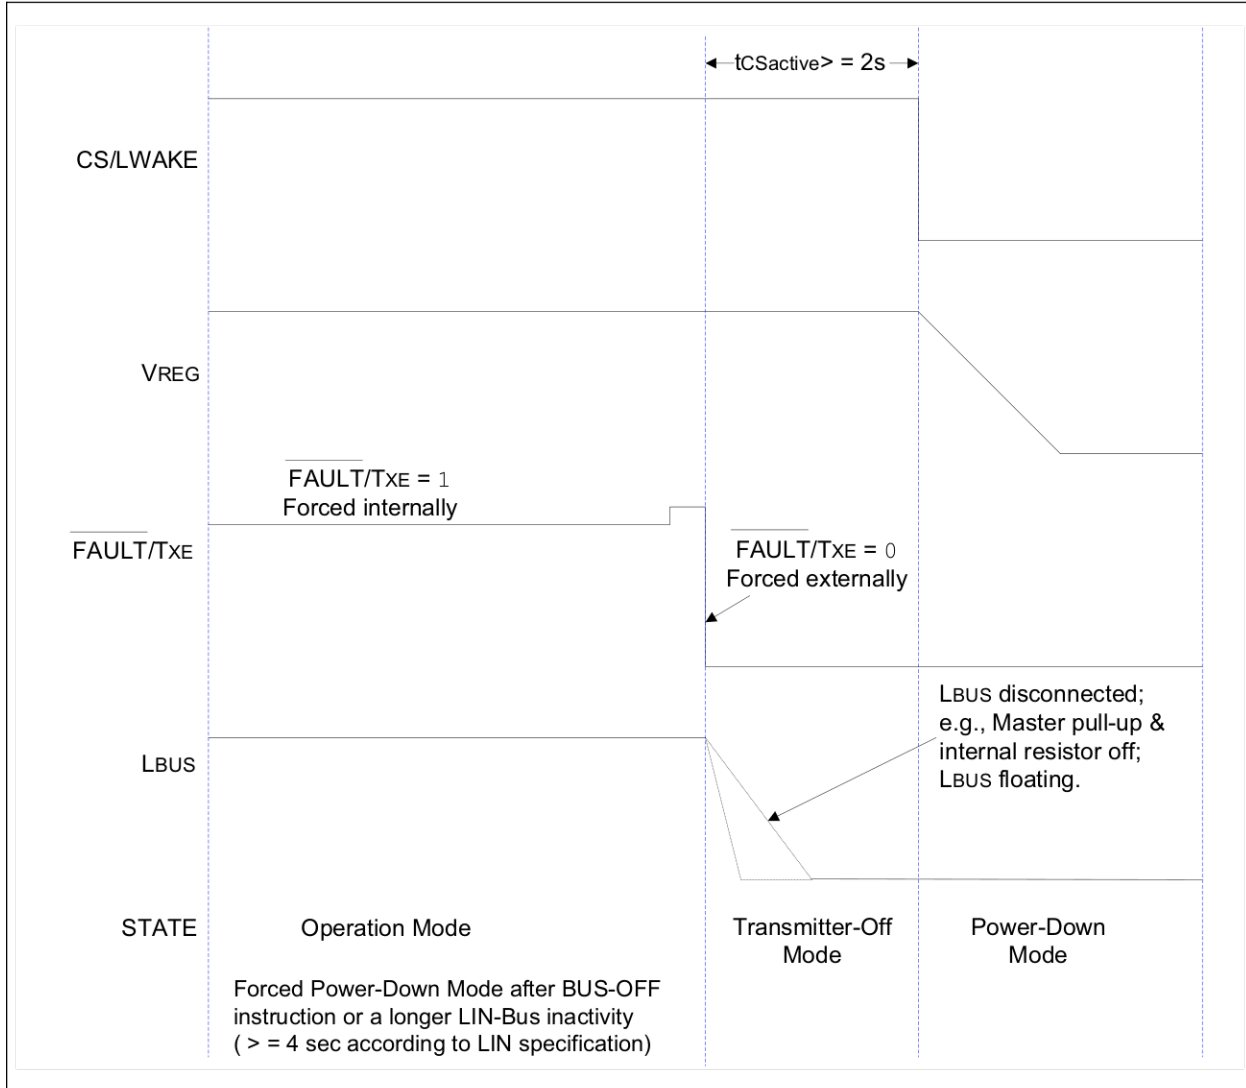 tCSactive> = 2s
CS/LWAKE
VREG
FAULT/TXE = 1
Forced internally
FAULT/TXE
FAULT/TXE = 0
Forced externally
LBUS disconnected;
e.g., Master pull-up &
internal resistor off;
LBUS floating.
LBUS
STATE
Operation Mode
Transmitter-Off
Mode
Power-Down
Mode
Forced Power-Down Mode after BUS-OFF
instruction or a longer LIN-Bus inactivity
( > = 4 sec according to LIN specification)